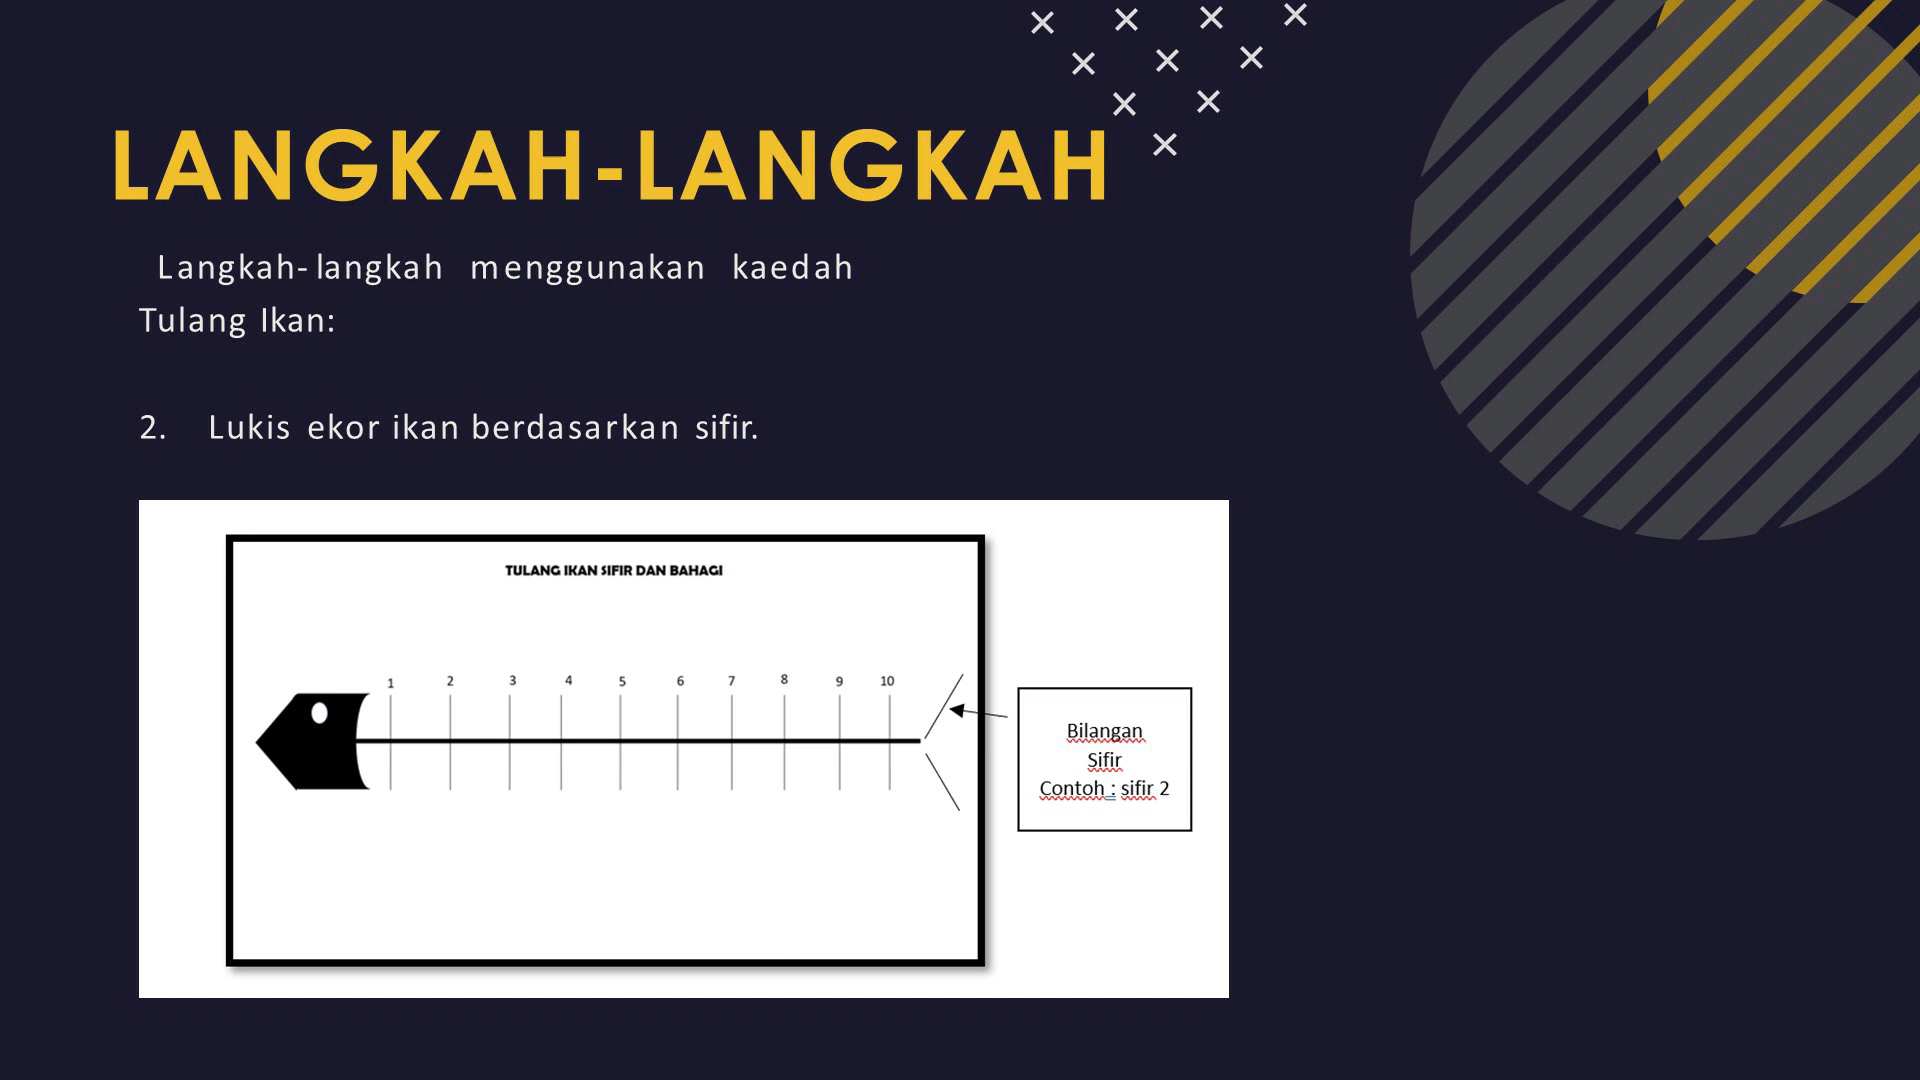 LANGKAH-LANGKAH
Langkah-langkah menggunakan kaedah
Tulang Ikan:
2. Lukis ekor ikan berdasarkan sifir.
TULANG IKAN SIFIR DAN BAHAGI
1 2 3 4 5 6 7 8 9 10
Bilangan
Sifir
Contoh : sifir 2